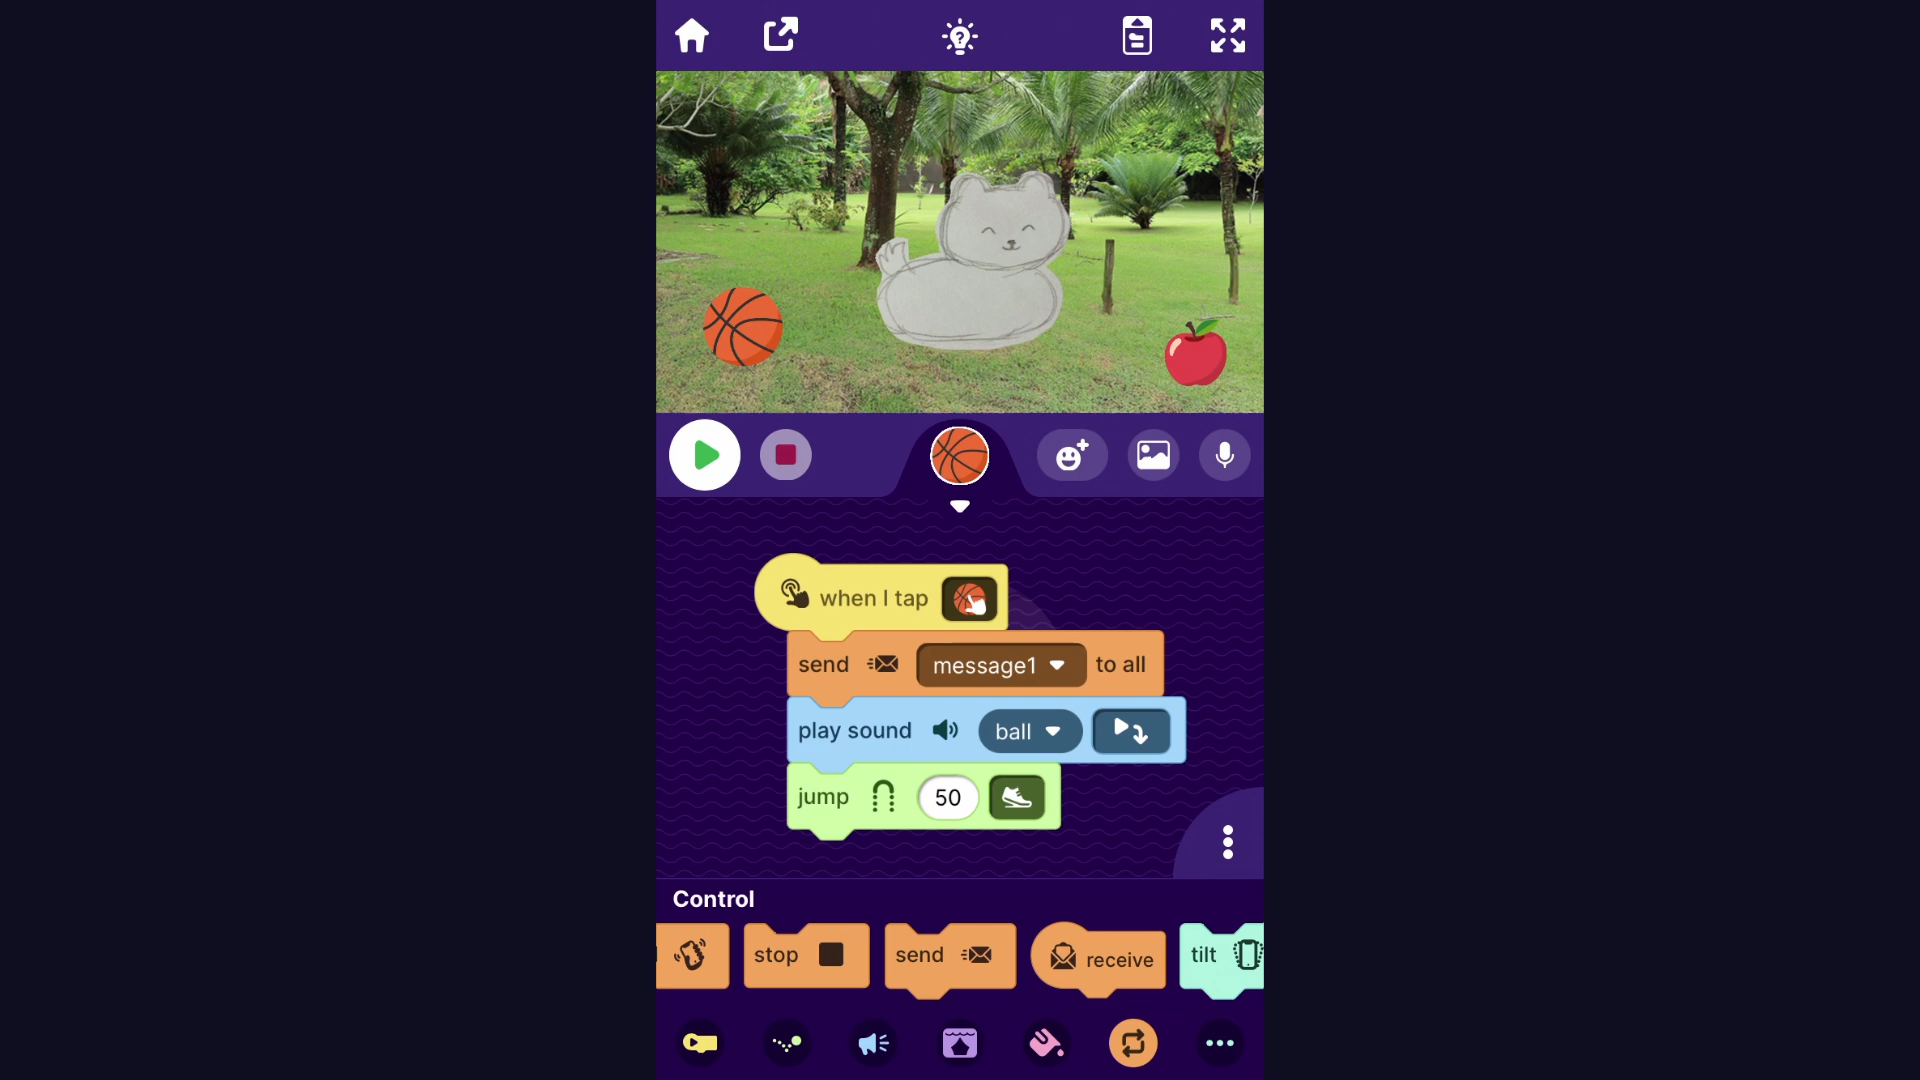 when I tap
send message1 to all
play sound ball
jump 50
Control
stop send receive tilt